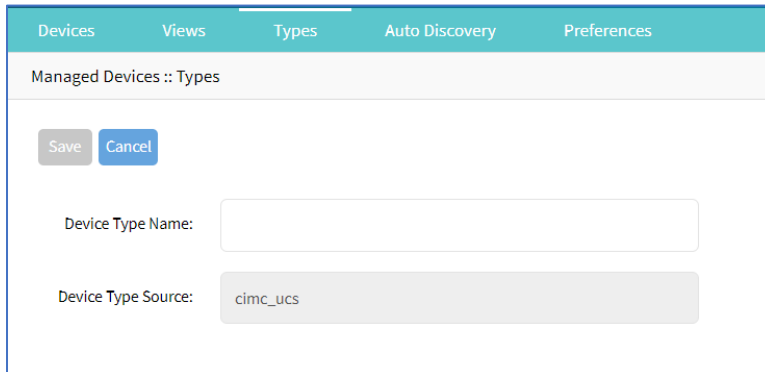 Devices Views Types Auto Discovery Preferences
Managed Devices :: Types
Save Cancel
Device Type Name:
Device Type Source: cimc_ucs